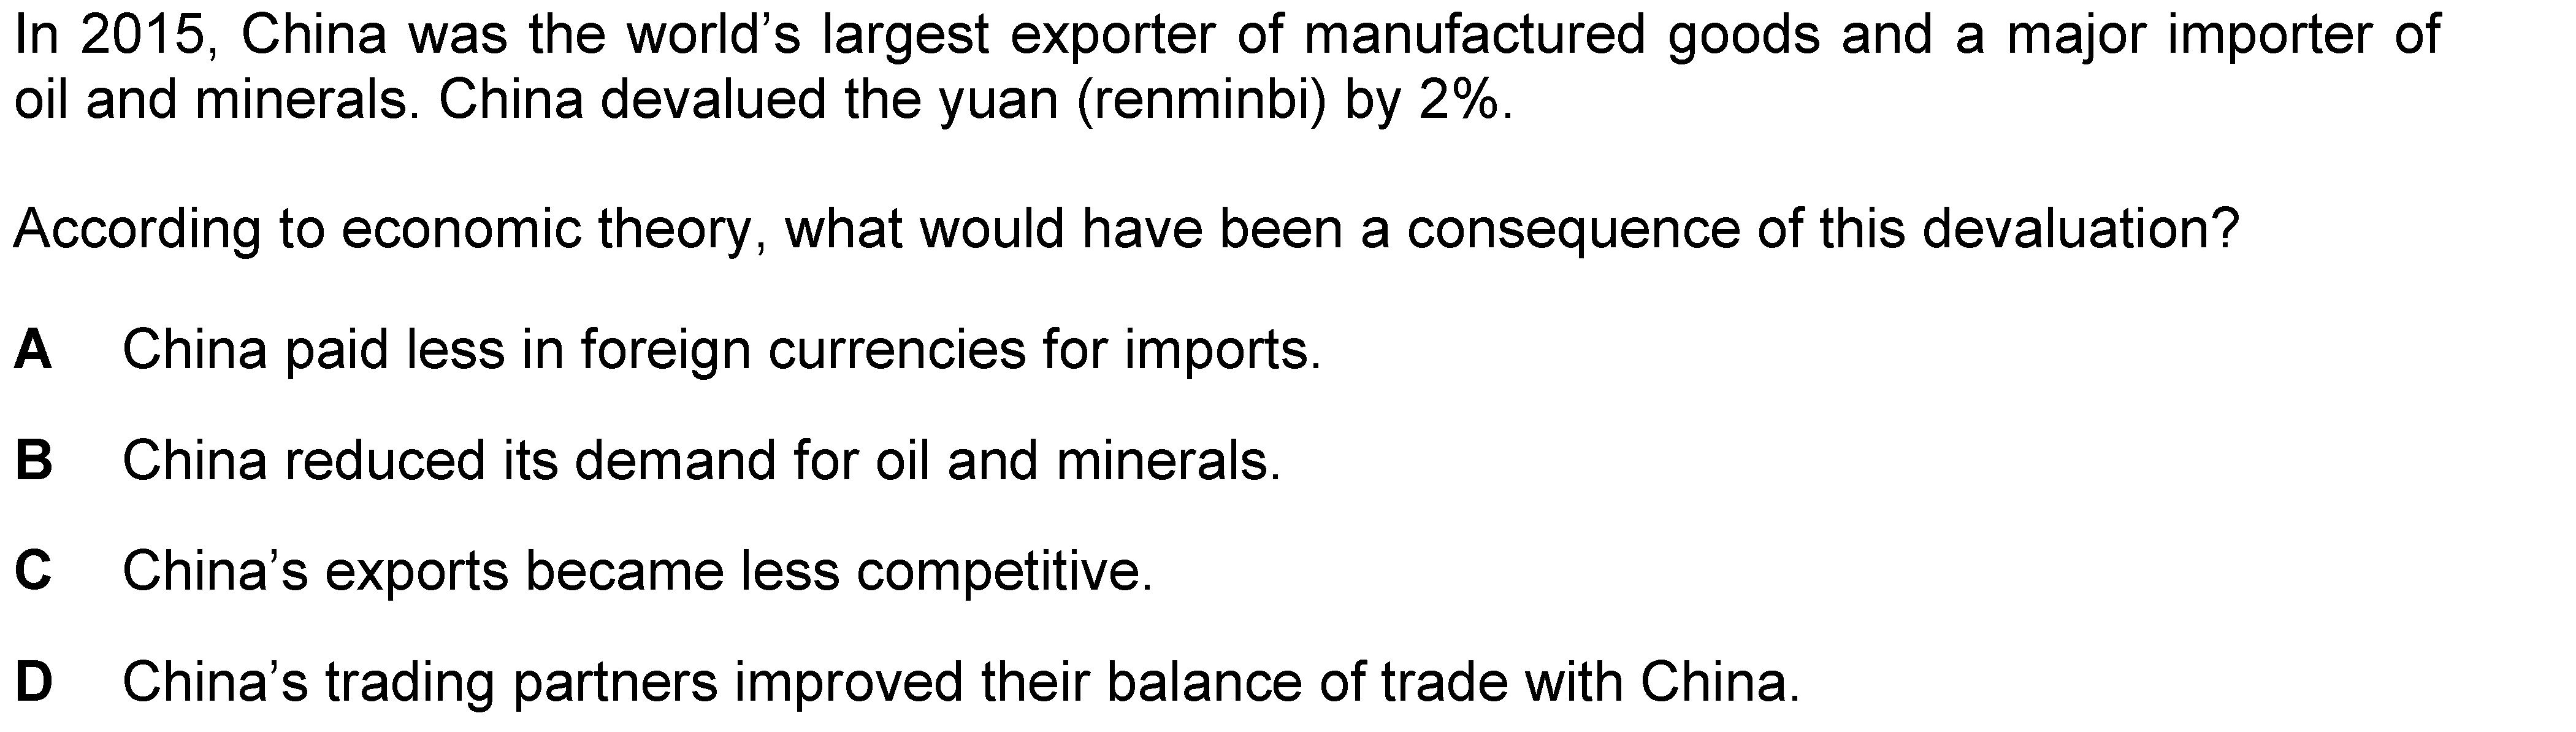 In 2015, China was the world’s largest exporter of manufactured goods and a major importer of
oil and minerals. China devalued the yuan (renminbi) by 2%.
According to economic theory, what would have been a consequence of this devaluation?
A China paid less in foreign currencies for imports.
B China reduced its demand for oil and minerals.
C China’s exports became less competitive.
D China’s trading partners improved their balance of trade with China.